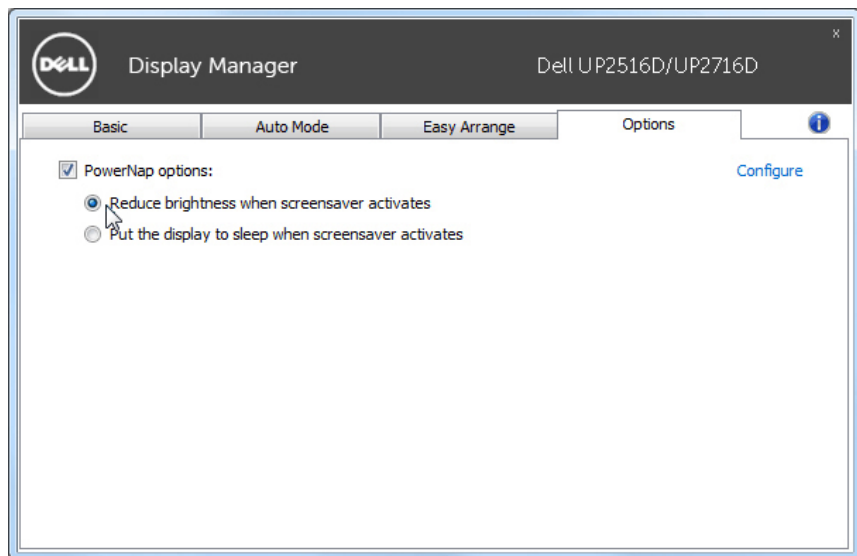 x
DELL Display Manager Dell UP2516D/UP2716D
Basic Auto Mode Easy Arrange Options i
PowerNap options: Configure
Reduce brightness when screensaver activates
Put the display to sleep when screensaver activates